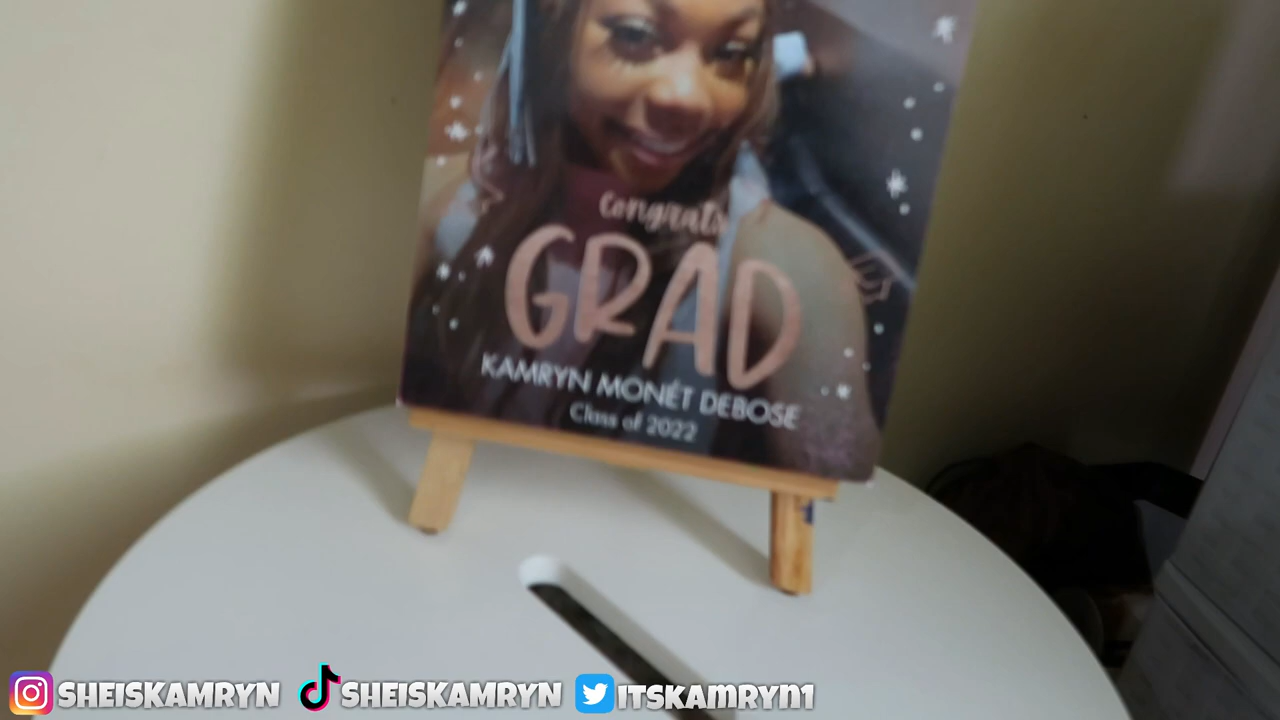 Congrats
GRAD
KAMRYN MONÉT DEBOSE
Class of 2022
SHEISKAMRYN SHEISKAMRYN ITSKAMRYN1